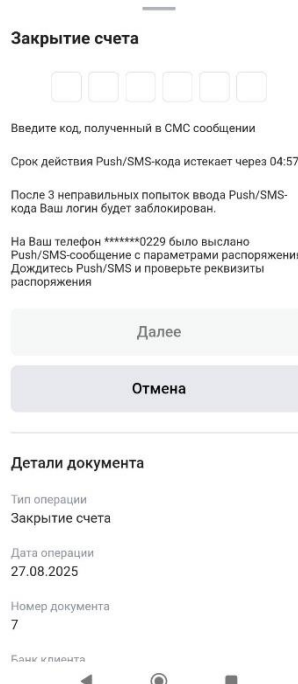 Закрытие счета
Введите код, полученный в СМС сообщении
Срок действия Push/SMS-кода истекает через 04:57
После 3 неправильных попыток ввода Push/SMS-
кода Ваш логин будет заблокирован.
На Ваш телефон *******0229 было выслано
Push/SMS-сообщение с параметрами распоряжения
Дождитесь Push/SMS и проверьте реквизиты
распоряжения
Далее
Отмена
Детали документа
Тип операции
Закрытие счета
Дата операции
27.08.2025
Номер документа
7
Банк клиента